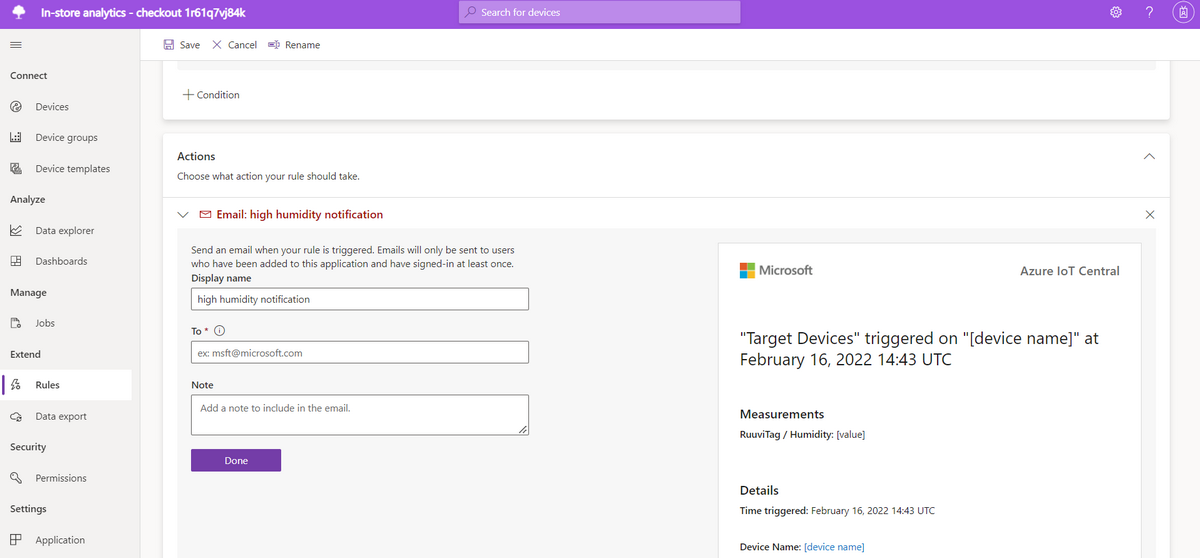 In-store analytics - checkout 1r61q7vj84k
Search for devices
?
Save Cancel Rename
Connect
Devices
Device groups
Device templates
Analyze
Data explorer
Dashboards
Manage
Jobs
Extend
Rules
Data export
Security
Permissions
Settings
Application
+ Condition
Actions
Choose what action your rule should take.
Email: high humidity notification
Send an email when your rule is triggered. Emails will only be sent to users
who have been added to this application and have signed-in at least once.
Display name
high humidity notification
To *
ex: msft@microsoft.com
Note
Add a note to include in the email.
Done
Microsoft
Azure IoT Central
"Target Devices" triggered on "[device name]" at
February 16, 2022 14:43 UTC
Measurements
RuuviTag / Humidity: [value]
Details
Time triggered: February 16, 2022 14:43 UTC
Device Name: [device name]